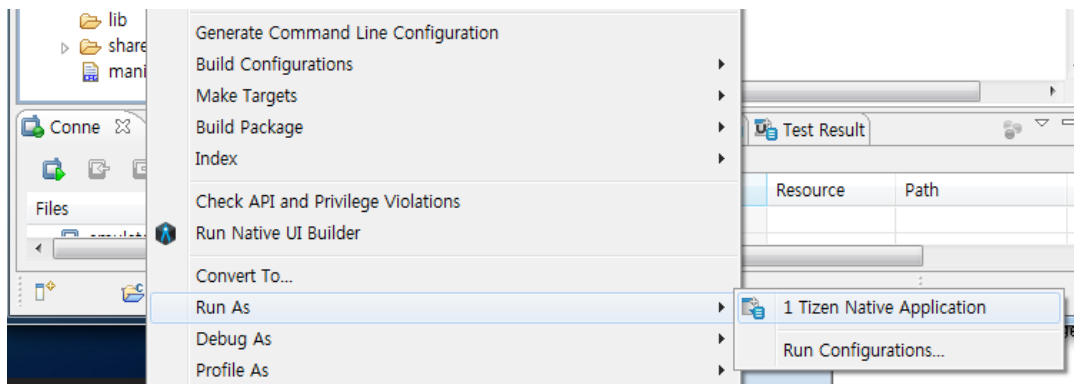 lib
share
mani
Generate Command Line Configuration
Build Configurations
Make Targets
Build Package
Index
Check API and Privilege Violations
Run Native UI Builder
Convert To...
Run As
Debug As
Profile As
Conne
Files
Test Result
Resource Path
1 Tizen Native Application
Run Configurations...